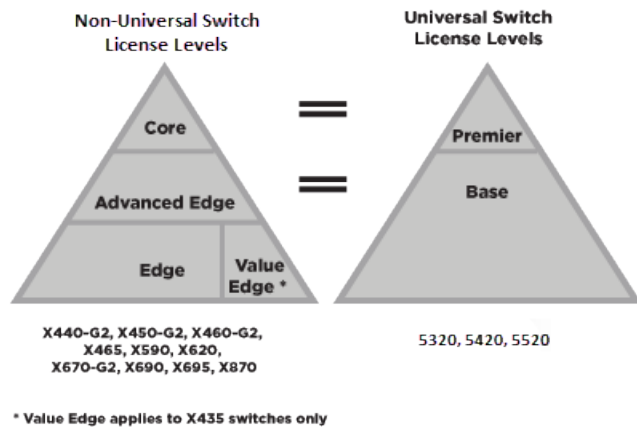 Non-Universal Switch
License Levels
Universal Switch
License Levels
Core
Advanced Edge
Edge
Value
Edge *
Premier
Base
X440-G2, X450-G2, X460-G2,
X465, X590, X620,
X670-G2, X690, X695, X870
5320, 5420, 5520
* Value Edge applies to X435 switches only